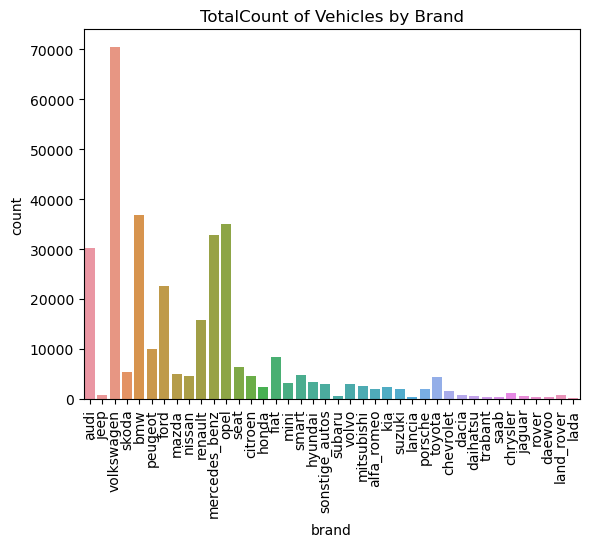 TotalCount of Vehicles by Brand
count
70000
60000
50000
40000
30000
20000
10000
0
audi
jeep
volkswagen
skoda
bmw
peugeot
ford
mazda
nissan
renault
mercedes_benz
opel
seat
citroen
honda
fiat
mini
smart
hyundai
sonstige_autos
subaru
volvo
mitsubishi
alfa_romeo
kia
suzuki
lancia
porsche
toyota
chevrolet
dacia
daihatsu
trabant
saab
chrysler
jaguar
rover
daewoo
land_rover
lada
brand